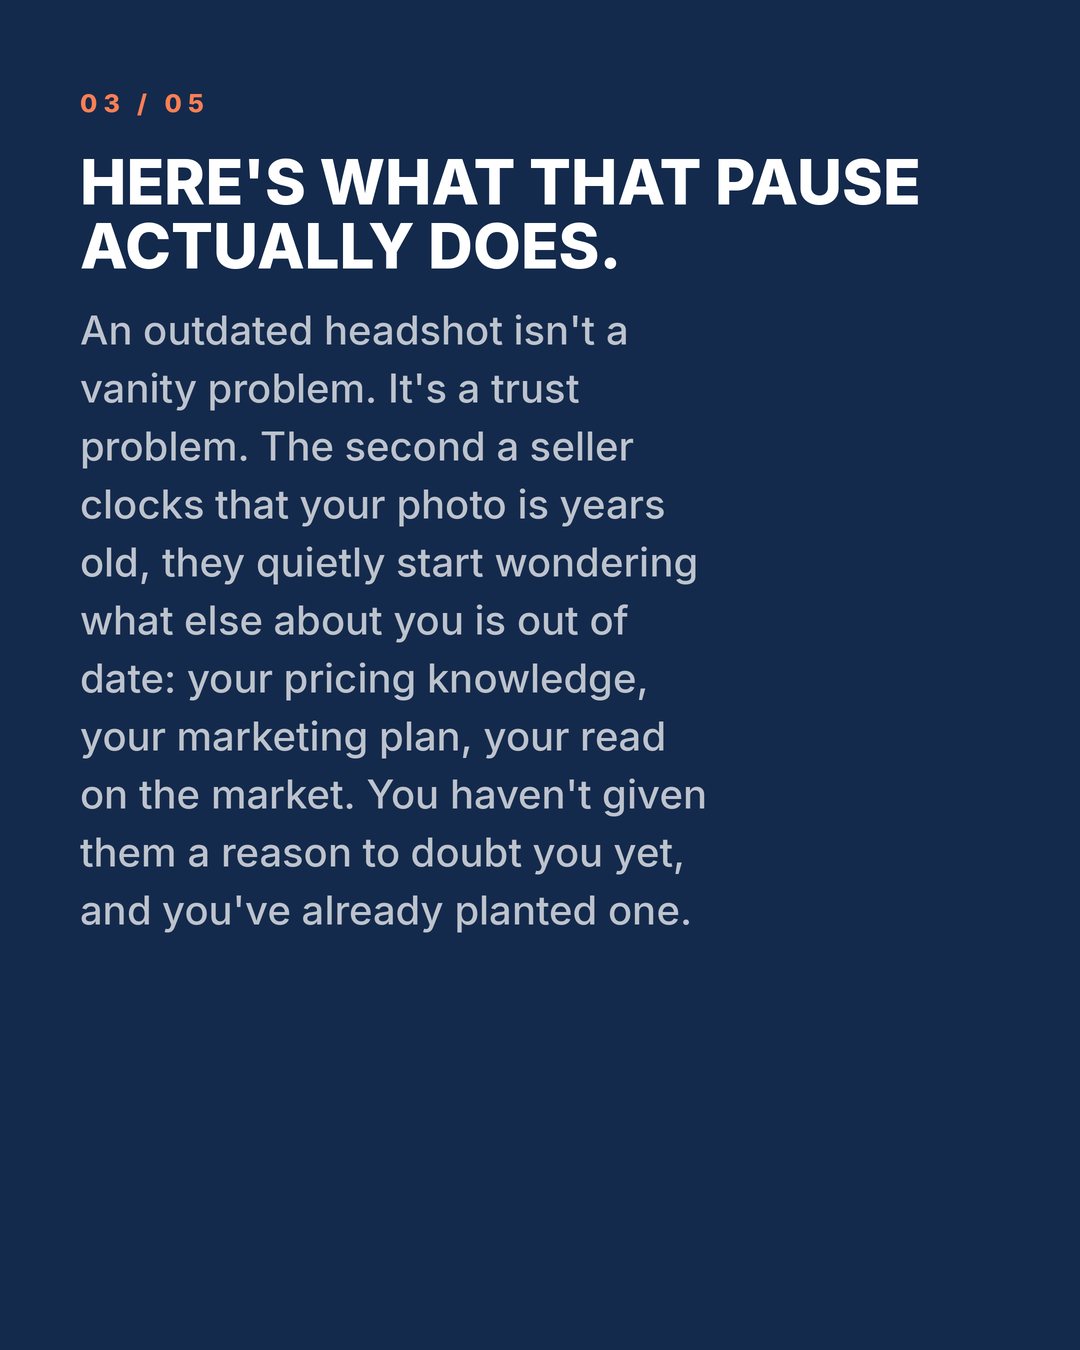 03 / 05
HERE'S WHAT THAT PAUSE
ACTUALLY DOES.
An outdated headshot isn't a
vanity problem. It's a trust
problem. The second a seller
clocks that your photo is years
old, they quietly start wondering
what else about you is out of
date: your pricing knowledge,
your marketing plan, your read
on the market. You haven't given
them a reason to doubt you yet,
and you've already planted one.